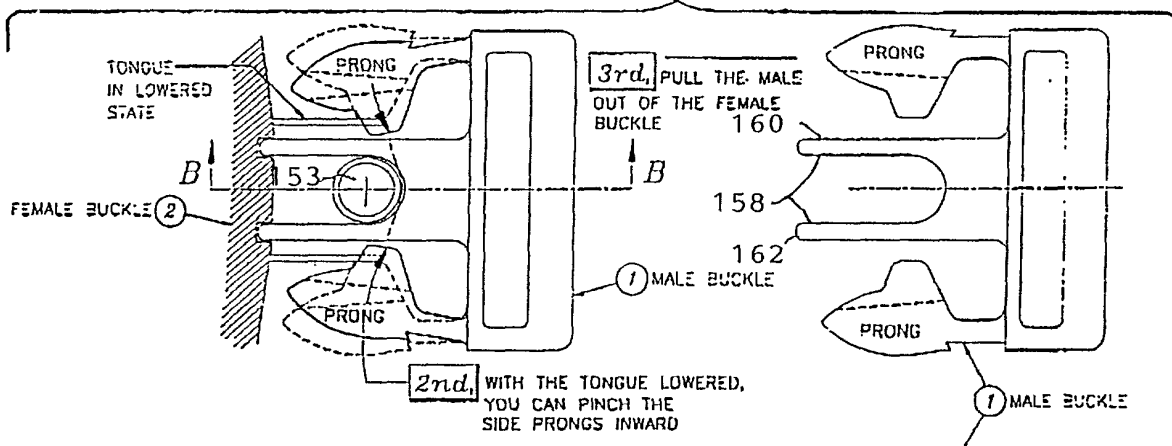 TONGUE
IN LOWERED
STATE
PRONG
3rd, PULL THE MALE
OUT OF THE FEMALE
BUCKLE
160
PRONG
B
153
B
158
FEMALE BUCKLE 2
162
1 MALE BUCKLE
PRONG
PRONG
2nd, WITH THE TONGUE LOWERED,
YOU CAN PINCH THE
SIDE PRONGS INWARD
1 MALE BUCKLE